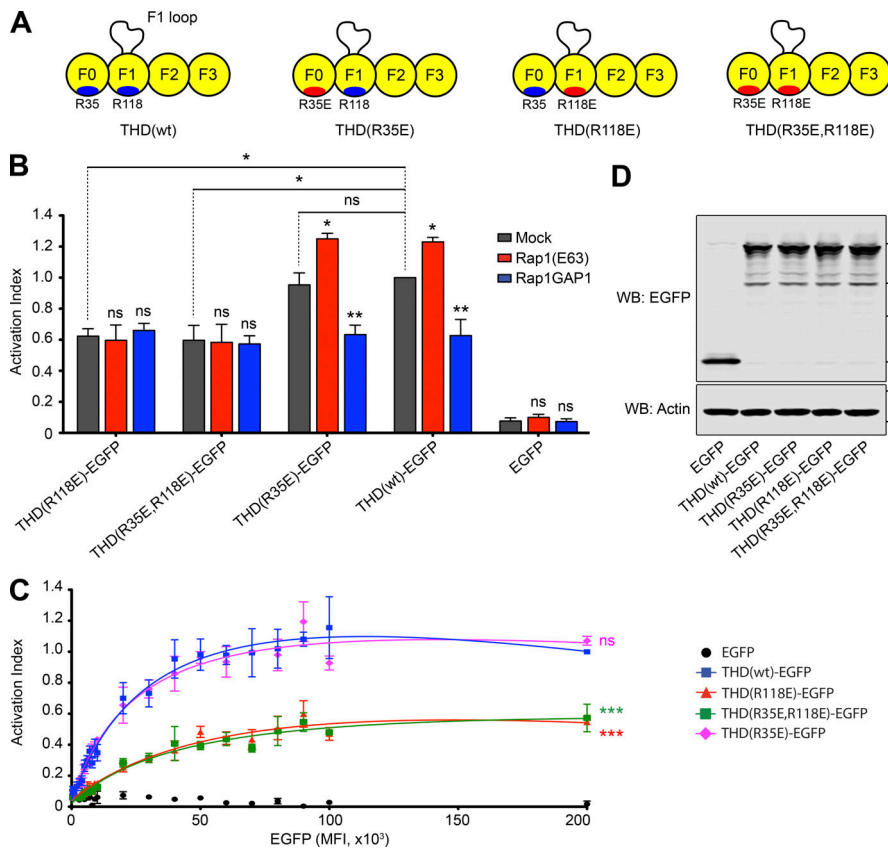 A
F1 loop
F0 F1 F2 F3
R35 R118
THD(wt)
F0 F1 F2 F3
R35E R118
THD(R35E)
F0 F1 F2 F3
R35 R118E
THD(R118E)
F0 F1 F2 F3
R35E R118E
THD(R35E,R118E)
B
*
*
ns
Activation Index
1.4
1.2
1.0
0.8
0.6
0.4
0.2
0
ns ns
ns ns
* **
* **
ns ns
Mock
Rap1(E63)
Rap1GAP1
THD(R118E)-EGFP
THD(R35E,R118E)-EGFP
THD(R35E)-EGFP
THD(wt)-EGFP
EGFP
D
WB: EGFP
WB: Actin
EGFP
THD(wt)-EGFP
THD(R35E)-EGFP
THD(R118E)-EGFP
THD(R35E,R118E)-EGFP
C
Activation Index
1.4
1.2
1.0
0.8
0.6
0.4
0.2
0
0 50 100 150 200
EGFP (MFI, x10³)
ns
***
***
EGFP
THD(wt)-EGFP
THD(R118E)-EGFP
THD(R35E,R118E)-EGFP
THD(R35E)-EGFP